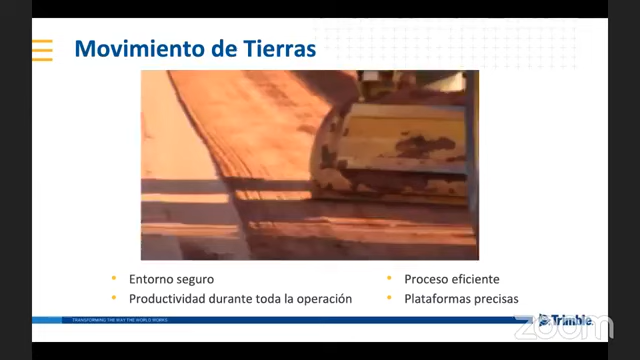 Movimiento de Tierras
Entorno seguro
Productividad durante toda la operación
Proceso eficiente
Plataformas precisas
TRANSFORMING THE WAY THE WORLD WORKS
Trimble
zoom